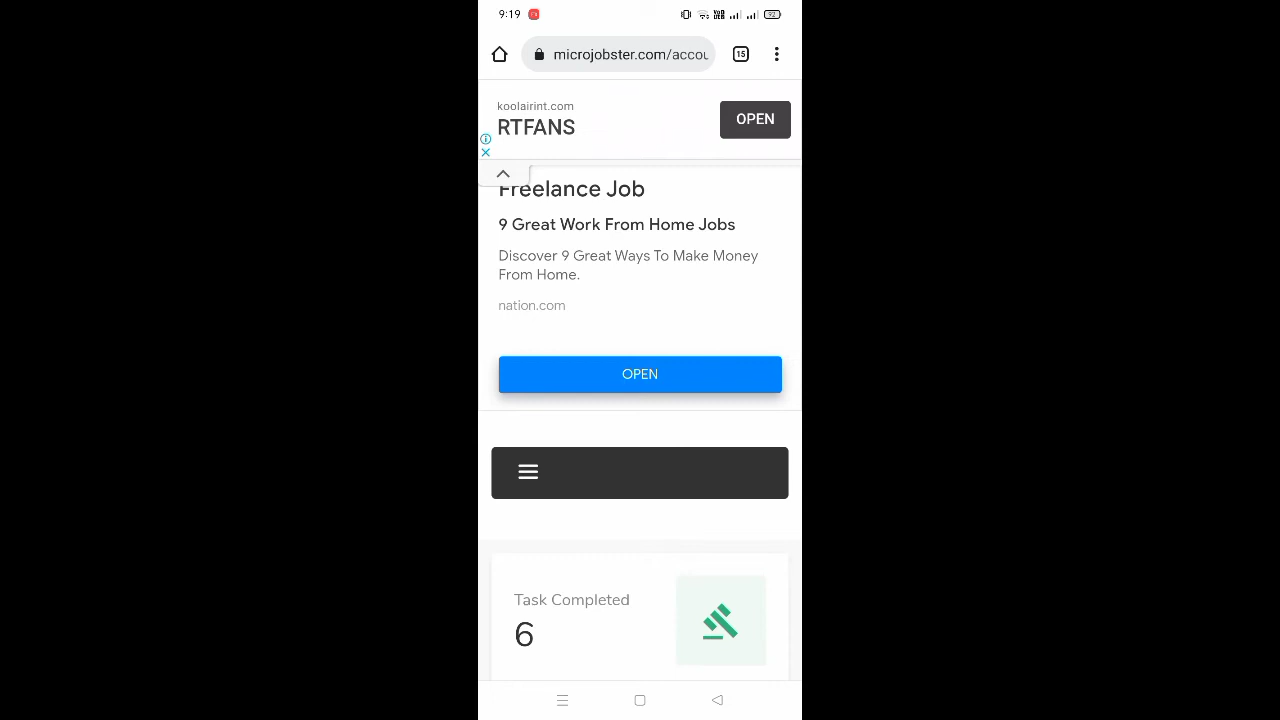 9:19
92
microjobster.com/accou
15
koolairint.com
RTFANS
OPEN
Freelance Job
9 Great Work From Home Jobs
Discover 9 Great Ways To Make Money
From Home.
nation.com
OPEN
Task Completed
6